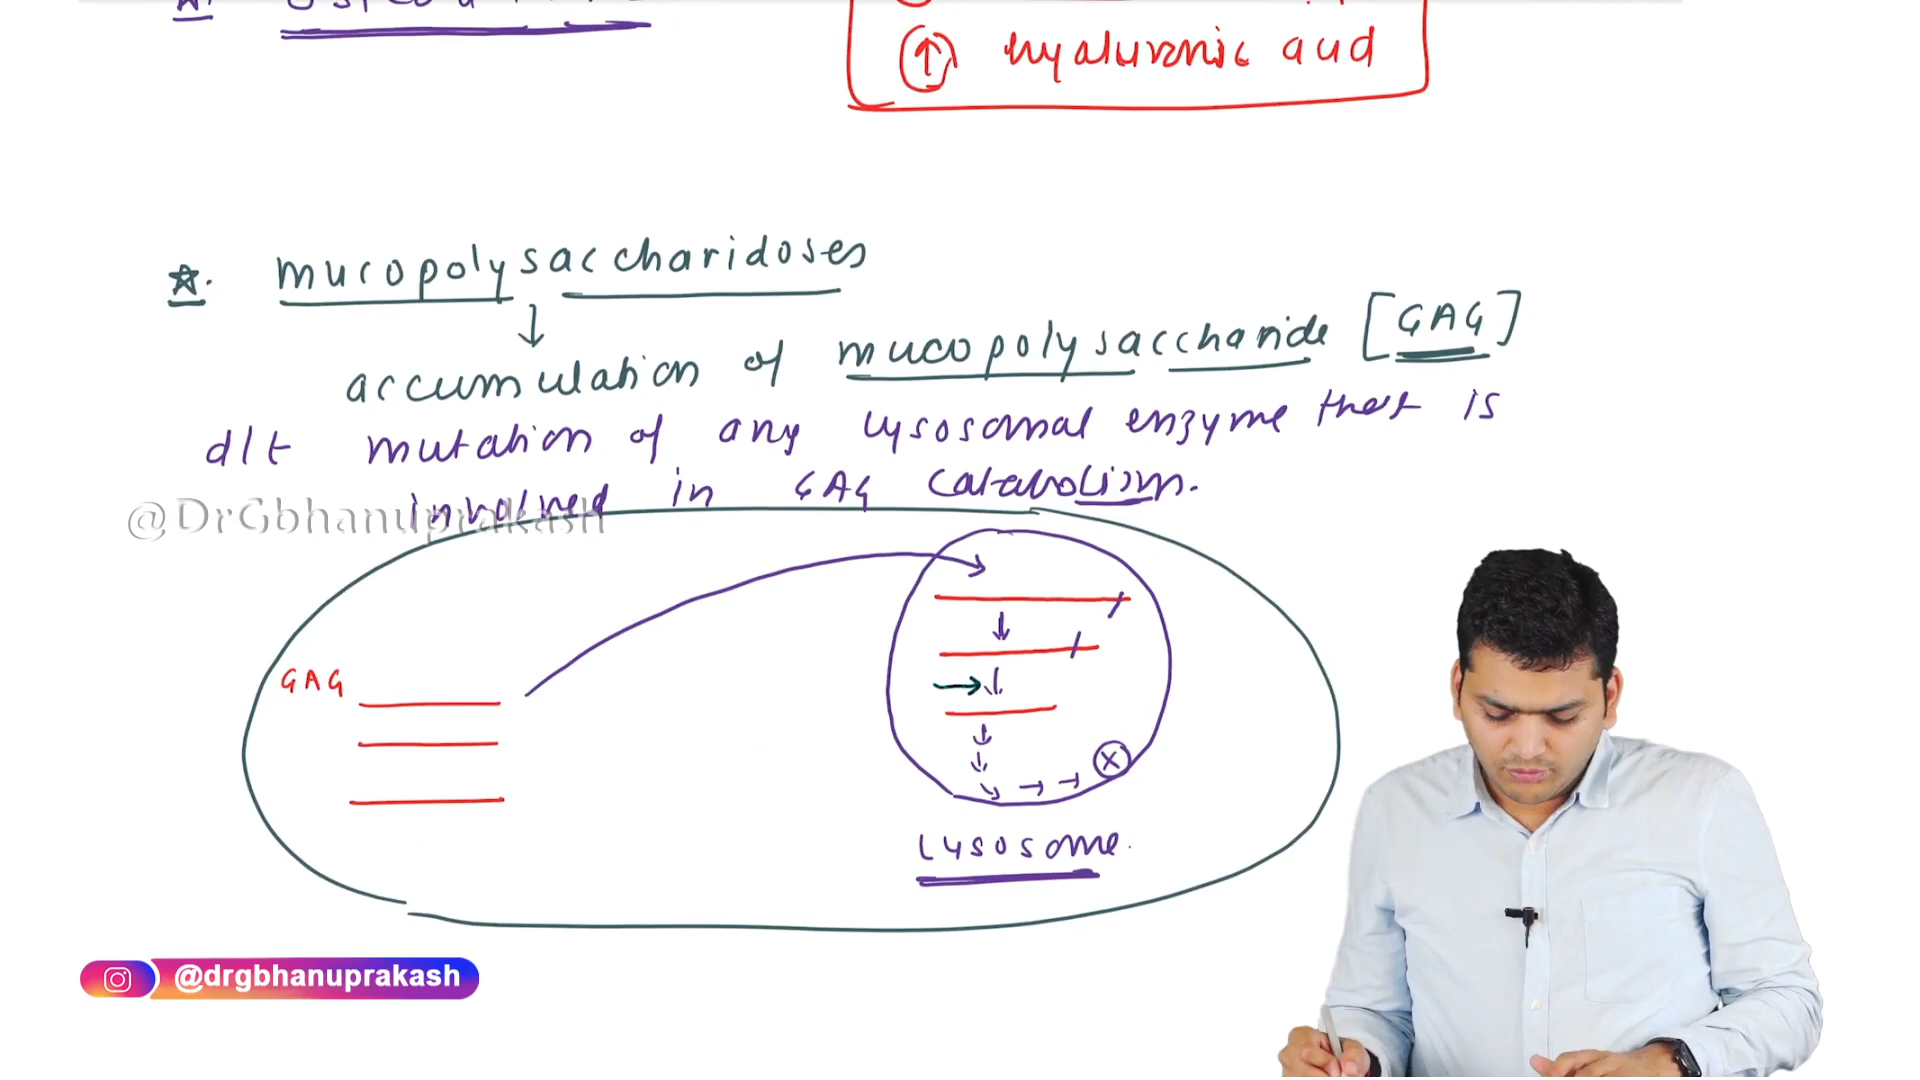 ↑ hyaluronic acid
☆. mucopolysaccharidoses
↓
accumulation of mucopolysaccharide [GAG]
d/t mutation of any lysosomal enzyme that is
involved in GAG catabolism.
@DrGbhanuprakash
GAG
X
Lysosome.
@drgbhanuprakash